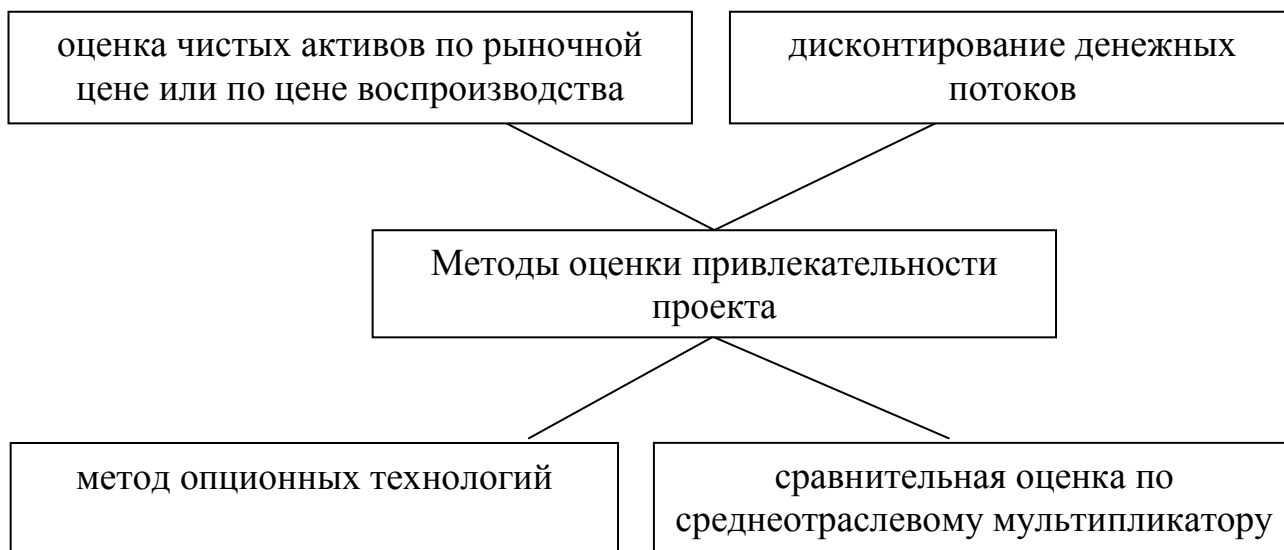 оценка чистых активов по рыночной
цене или по цене воспроизводства
дисконтирование денежных
потоков
Методы оценки привлекательности
проекта
метод опционных технологий
сравнительная оценка по
среднеотраслевому мультипликатору